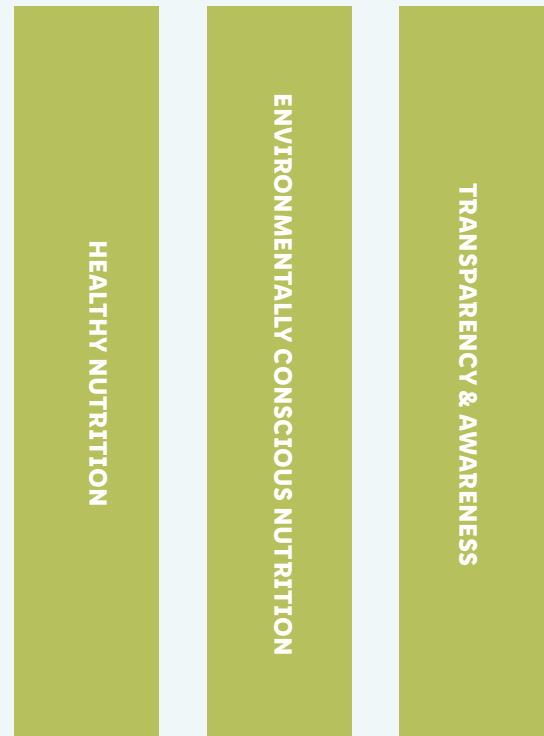 HEALTHY NUTRITION
ENVIRONMENTALLY CONSCIOUS NUTRITION
TRANSPARENCY & AWARENESS